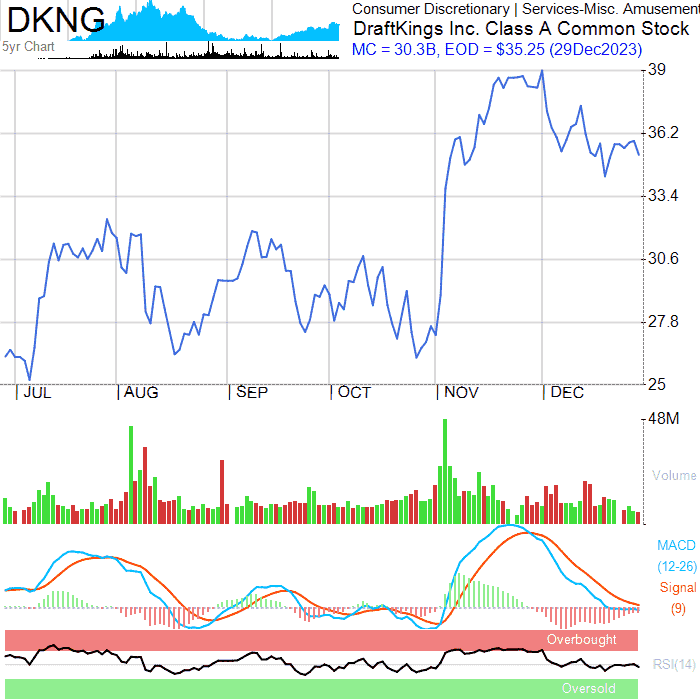 DKNG
5yr Chart
Consumer Discretionary | Services-Misc. Amusement
DraftKings Inc. Class A Common Stock
MC = 30.3B, EOD = $35.25 (29Dec2023)
39
36.2
33.4
30.6
27.8
25
JUL AUG SEP OCT NOV DEC
48M
Volume
MACD
(12-26)
Signal
(9)
Overbought
RSI(14)
Oversold